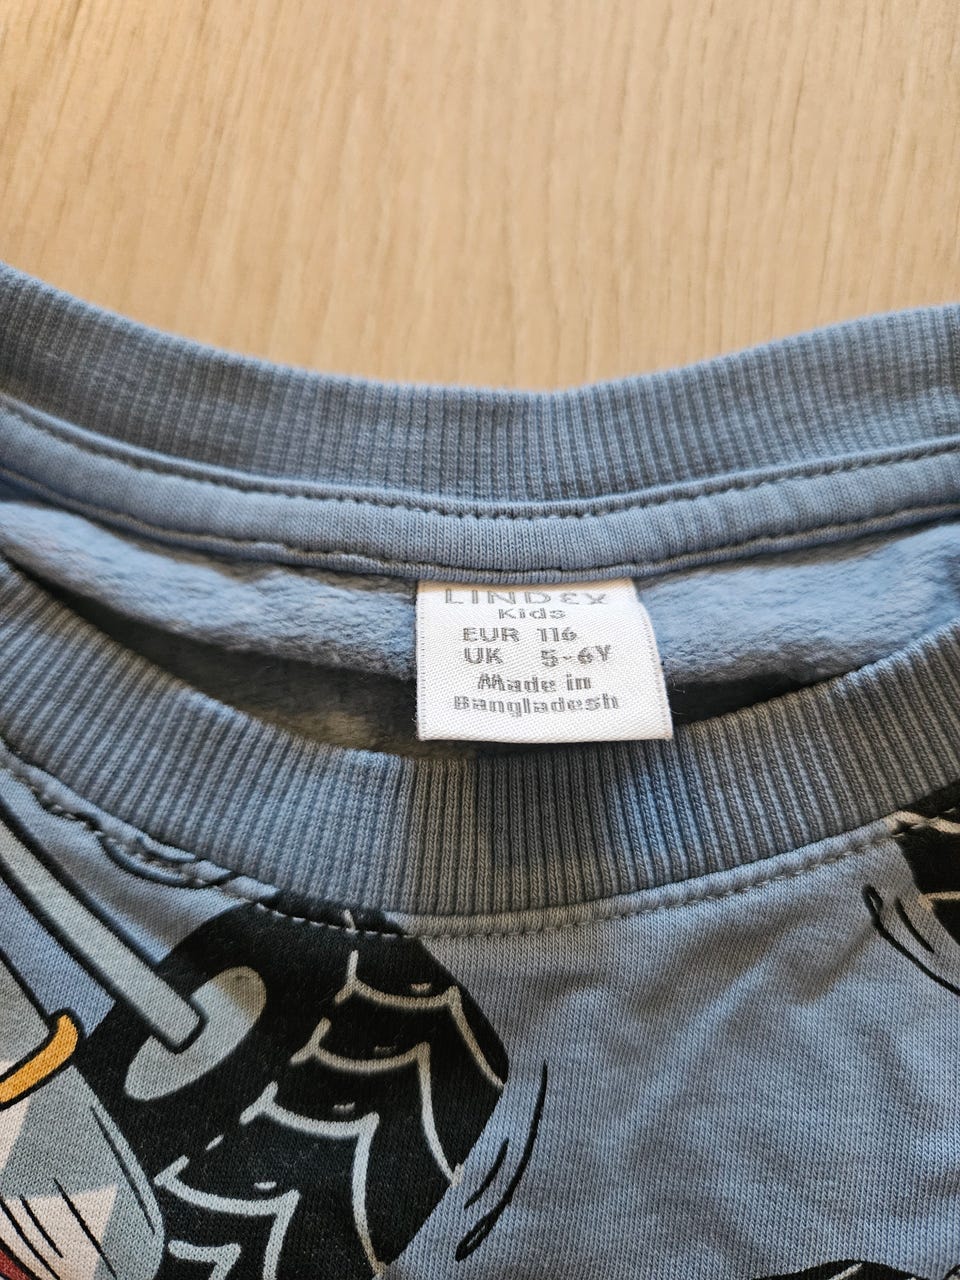 LINDEX
Kids
EUR 116
UK 5-6Y
Made in
Bangladesh